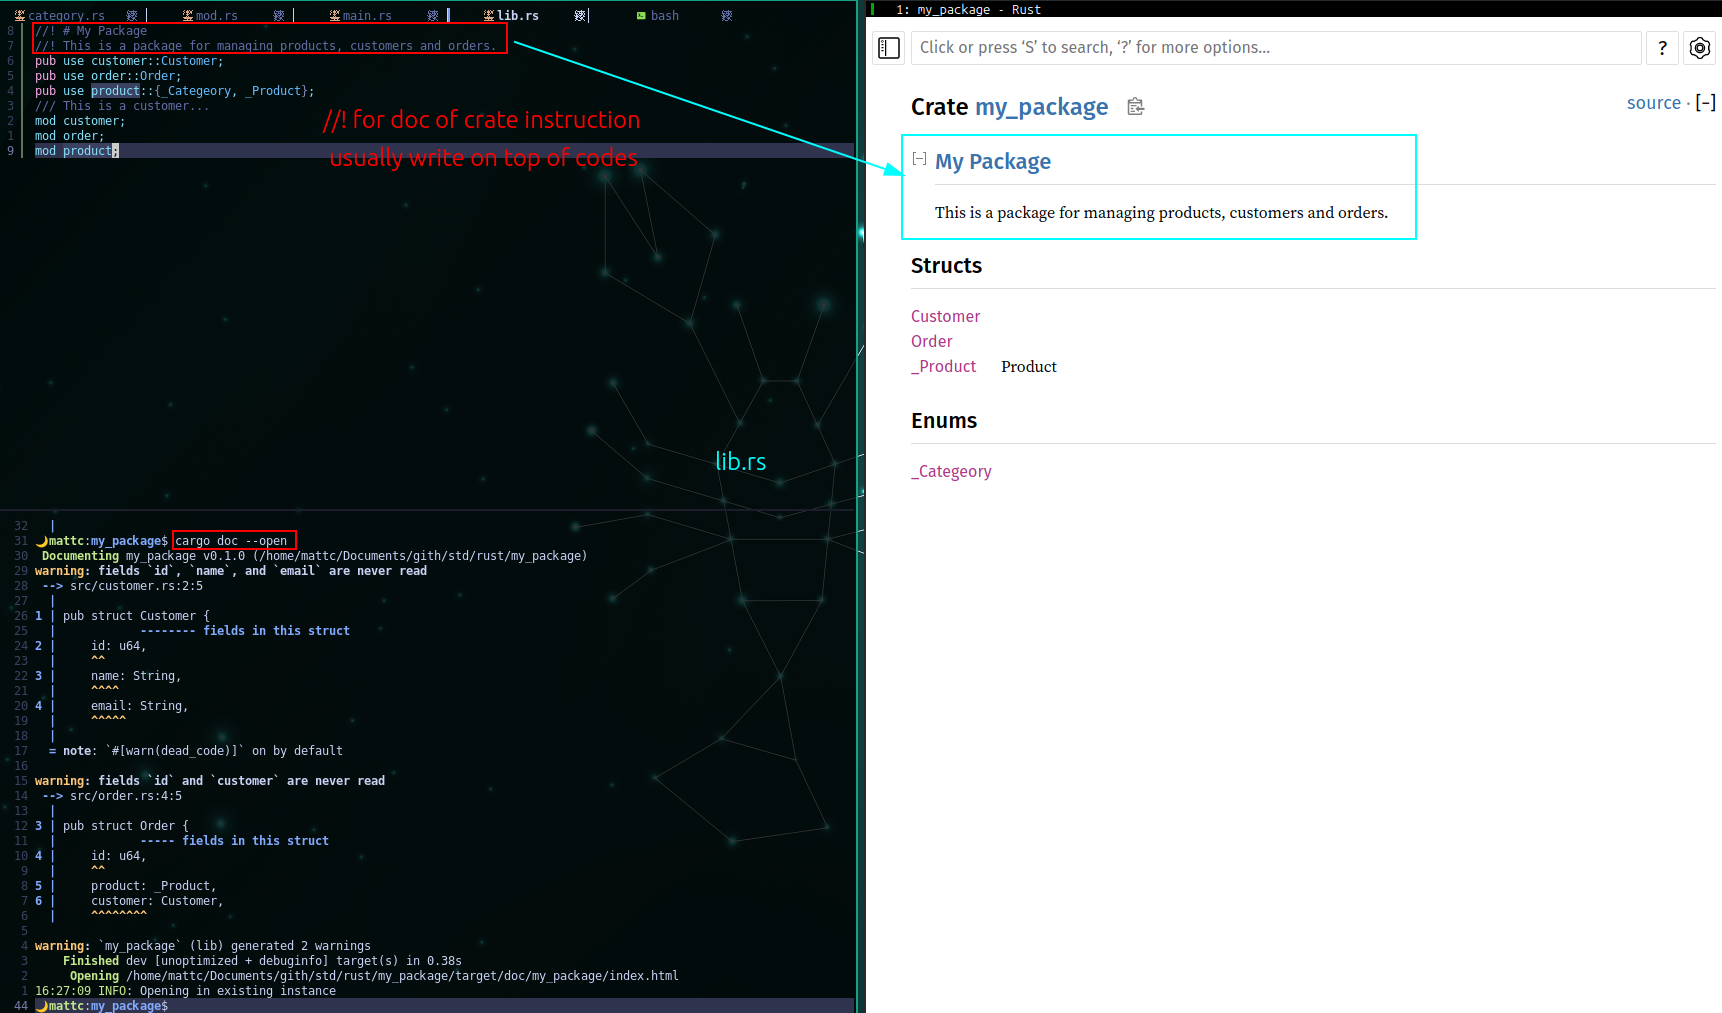 category.rs
mod.rs
main.rs
lib.rs
bash
8 //! # My Package
7 //! This is a package for managing products, customers and orders.
6 pub use customer::Customer;
5 pub use order::Order;
4 pub use product::{_Categeory, _Product};
3 /// This is a customer...
2 mod customer;
1 mod order;
9 mod product;
//! for doc of crate instruction
usually write on top of codes
lib.rs
32 |
31 mattc:my_package$ cargo doc --open
30 Documenting my_package v0.1.0 (/home/mattc/Documents/gith/std/rust/my_package)
29 warning: fields `id`, `name`, and `email` are never read
28 --> src/customer.rs:2:5
27 |
26 1 | pub struct Customer {
25 | -------- fields in this struct
24 2 | id: u64,
23 | ^^
22 3 | name: String,
21 | ^^^^
20 4 | email: String,
19 | ^^^^^
18 |
17 = note: `#[warn(dead_code)]` on by default
16
15 warning: fields `id` and `customer` are never read
14 --> src/order.rs:4:5
13 |
12 3 | pub struct Order {
11 | ----- fields in this struct
10 4 | id: u64,
9 | ^^
8 5 | product: _Product,
7 6 | customer: Customer,
6 | ^^^^^^^^
5
4 warning: `my_package` (lib) generated 2 warnings
3 Finished dev [unoptimized + debuginfo] target(s) in 0.38s
2 Opening /home/mattc/Documents/gith/std/rust/my_package/target/doc/my_package/index.html
1 16:27:09 INFO: Opening in existing instance
44 mattc:my_package$
1: my_package - Rust
Click or press ‘S’ to search, ‘?’ for more options...
?
Crate my_package
source · [-]
[-] My Package
This is a package for managing products, customers and orders.
Structs
Customer
Order
_Product Product
Enums
_Categeory